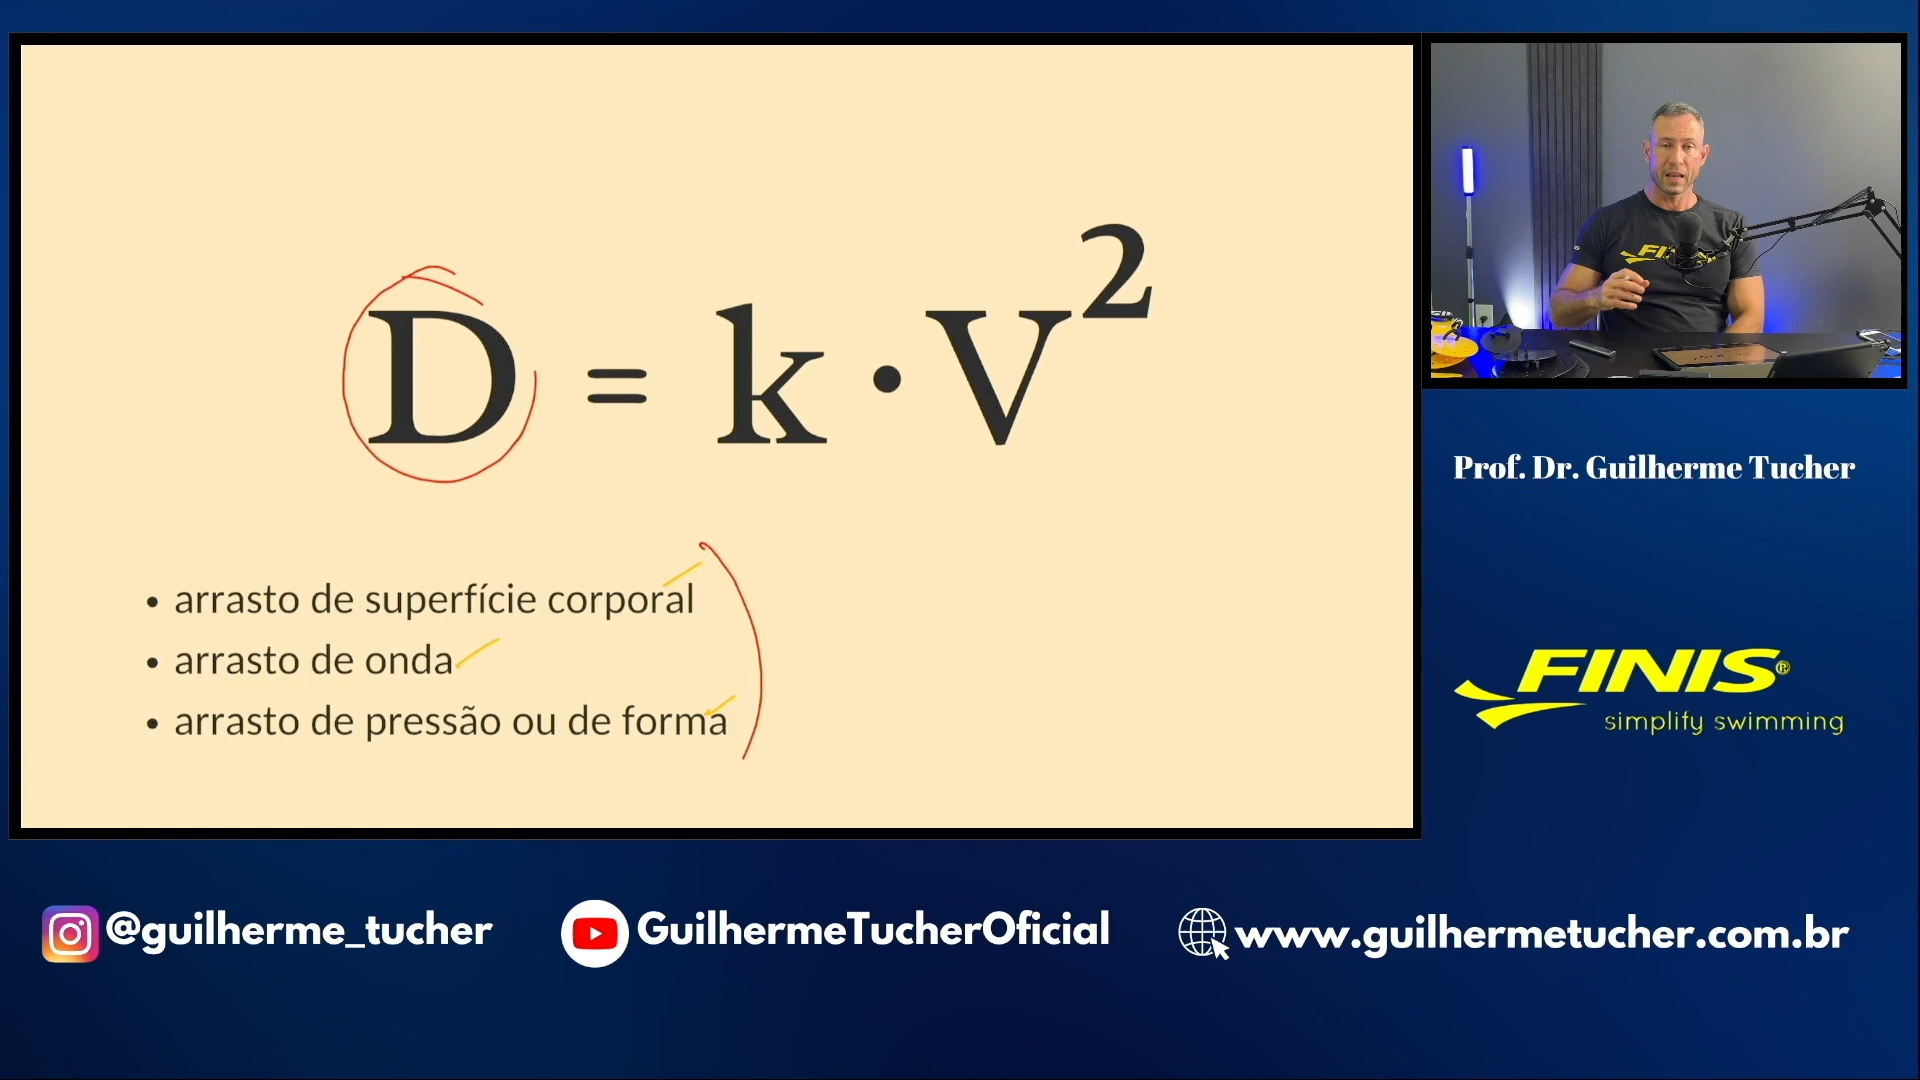 D = k · V²
• arrasto de superfície corporal
• arrasto de onda
• arrasto de pressão ou de forma
FINIS
Prof. Dr. Guilherme Tucher
FINIS®
simplify swimming
@guilherme_tucher
GuilhermeTucherOficial
www.guilhermetucher.com.br